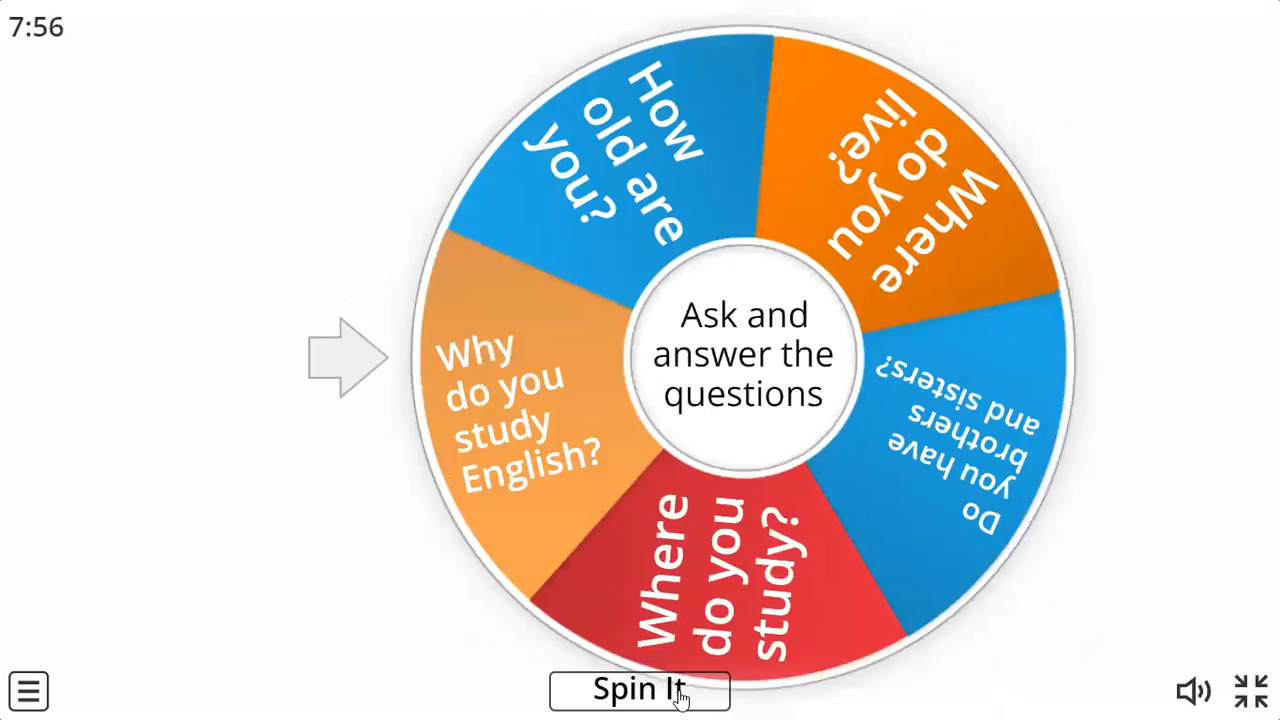 7:56
How
old are
you?
Where
do you
live?
Why
do you
study
English?
Ask and
answer the
questions
Do
you have
brothers
and sisters?
Where
do you
study?
Spin It